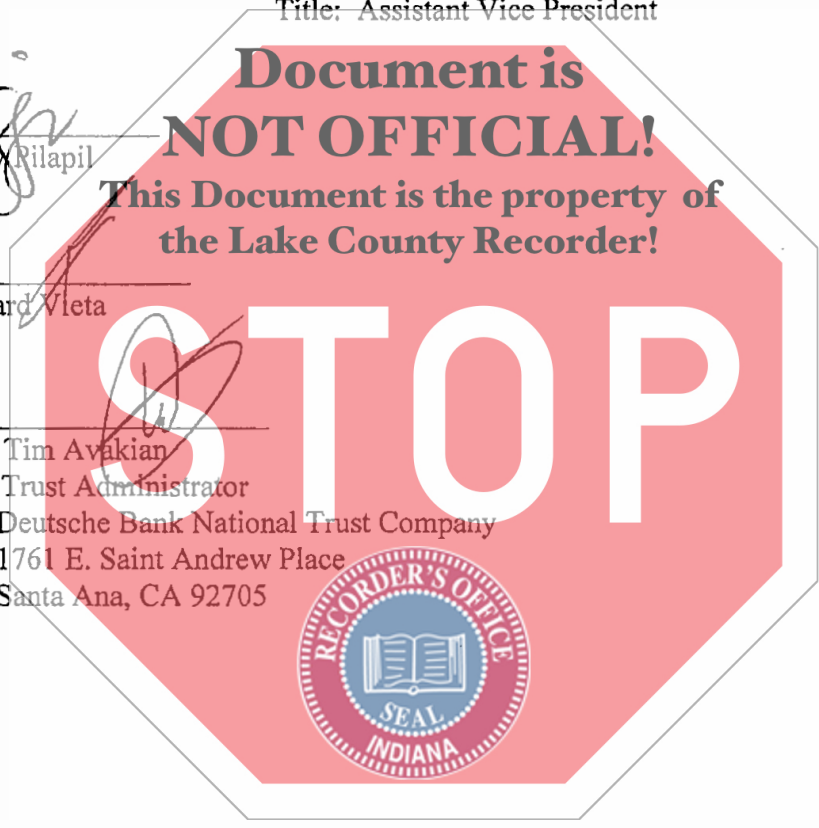 Title: Assistant Vice President
Document is
NOT OFFICIAL!
Pilapil
This Document is the property of
the Lake County Recorder!
ard Vieta
STOP
Tim Avakian
Trust Administrator
Deutsche Bank National Trust Company
1761 E. Saint Andrew Place
Santa Ana, CA 92705
RECORDER'S OFFICE
SEAL
INDIANA